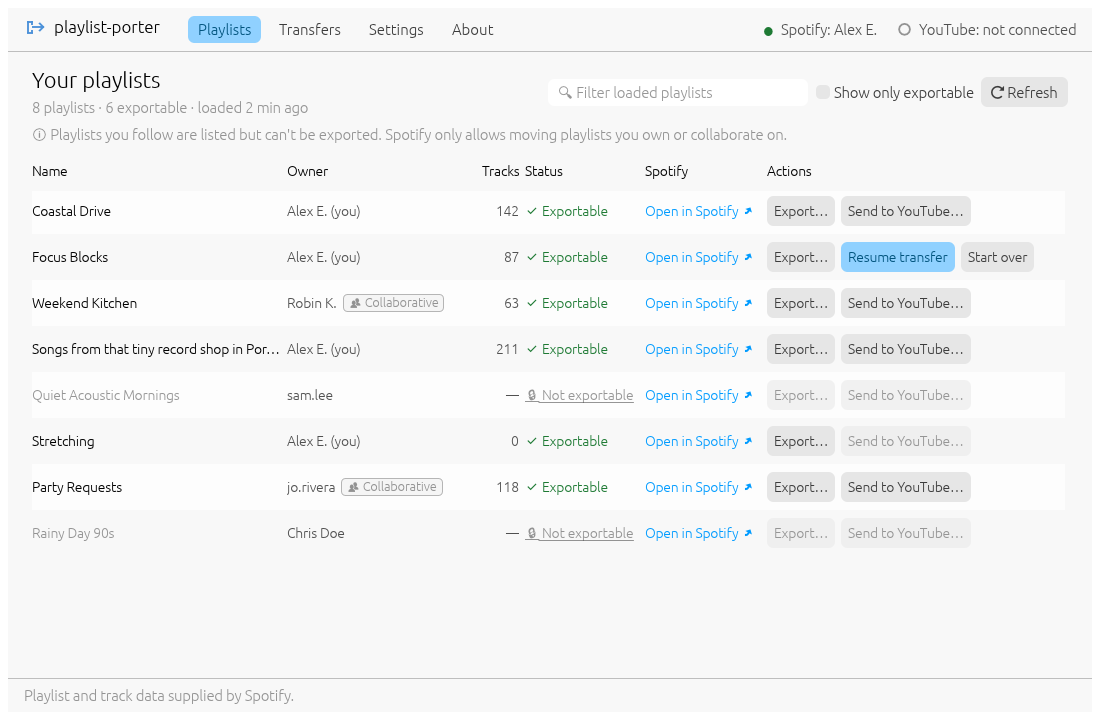 playlist-porter Playlists Transfers Settings About Spotify: Alex E. YouTube: not connected
Your playlists
8 playlists · 6 exportable · loaded 2 min ago
Filter loaded playlists Show only exportable Refresh
Playlists you follow are listed but can't be exported. Spotify only allows moving playlists you own or collaborate on.
Name Owner Tracks Status Spotify Actions
Coastal Drive Alex E. (you) 142 ✓ Exportable Open in Spotify Export… Send to YouTube…
Focus Blocks Alex E. (you) 87 ✓ Exportable Open in Spotify Export… Resume transfer Start over
Weekend Kitchen Robin K. Collaborative 63 ✓ Exportable Open in Spotify Export… Send to YouTube…
Songs from that tiny record shop in Por… Alex E. (you) 211 ✓ Exportable Open in Spotify Export… Send to YouTube…
Quiet Acoustic Mornings sam.lee — Not exportable Open in Spotify Export… Send to YouTube…
Stretching Alex E. (you) 0 ✓ Exportable Open in Spotify Export… Send to YouTube…
Party Requests jo.rivera Collaborative 118 ✓ Exportable Open in Spotify Export… Send to YouTube…
Rainy Day 90s Chris Doe — Not exportable Open in Spotify Export… Send to YouTube…
Playlist and track data supplied by Spotify.